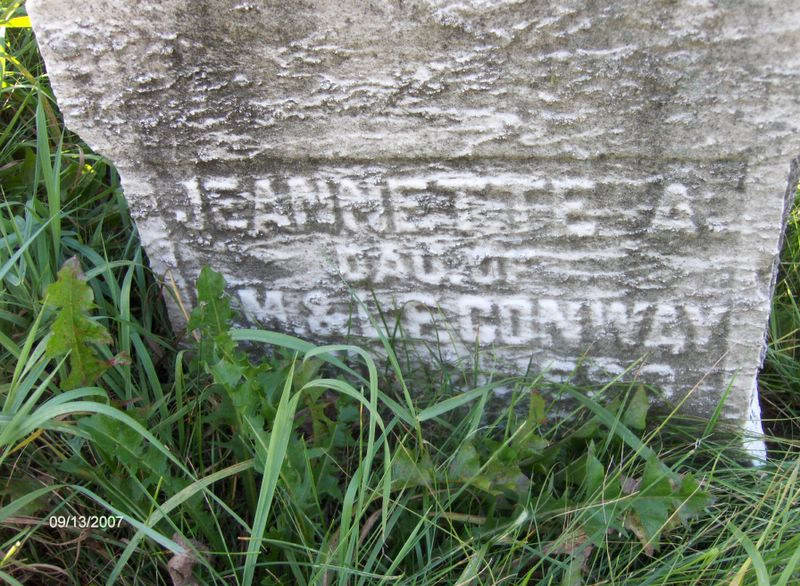 JEANNETTE A
DAU. OF
M. & CONWAY
09/13/2007